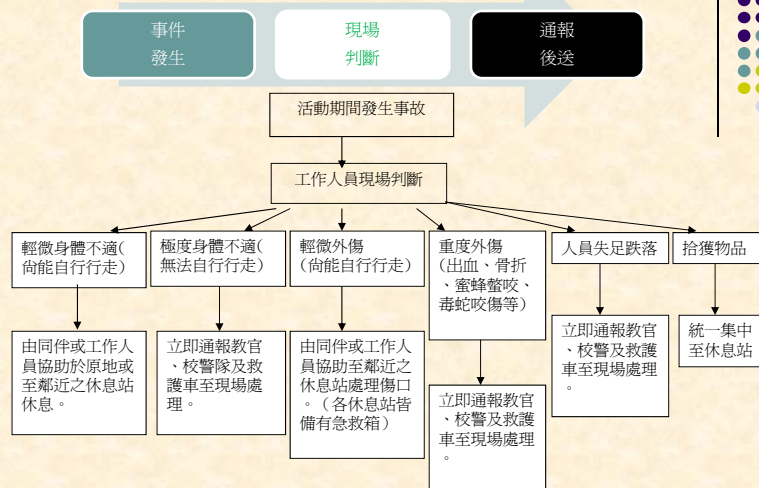 事件
發生
現場
判斷
通報
後送
活動期間發生事故
工作人員現場判斷
輕微身體不適(
尙能自行行走)
極度身體不適(
無法自行行走)
輕微外傷
(尙能自行行走)
重度外傷
(出血、骨折
、蜜蜂螫咬、
毒蛇咬傷等)
人員失足跌落
拾獲物品
由同伴或工作人
員協助於原地或
至鄰近之休息站
休息。
立即通報教官
、校警隊及救
護車至現場處
理。
由同伴或工作人
員協助至鄰近之
休息站處理傷口
。(各休息站皆
備有急救箱)
立即通報教官
、校警及救護
車至現場處理
。
立即通報教官
、校警及救護
車至現場處理
。
統一集中
至休息站